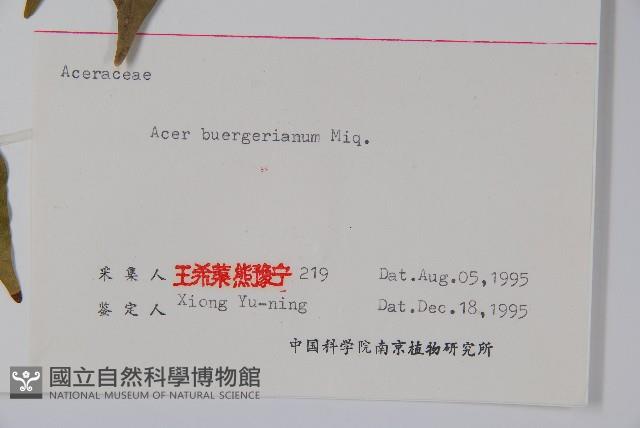 Aceraceae
Acer buergerianum Miq.
采集人 王希蕖熊豫宁 219 Dat.Aug.05,1995
鉴定人 Xiong Yu-ning Dat.Dec.18,1995
中国科学院南京植物研究所
國立自然科學博物館
NATIONAL MUSEUM OF NATURAL SCIENCE